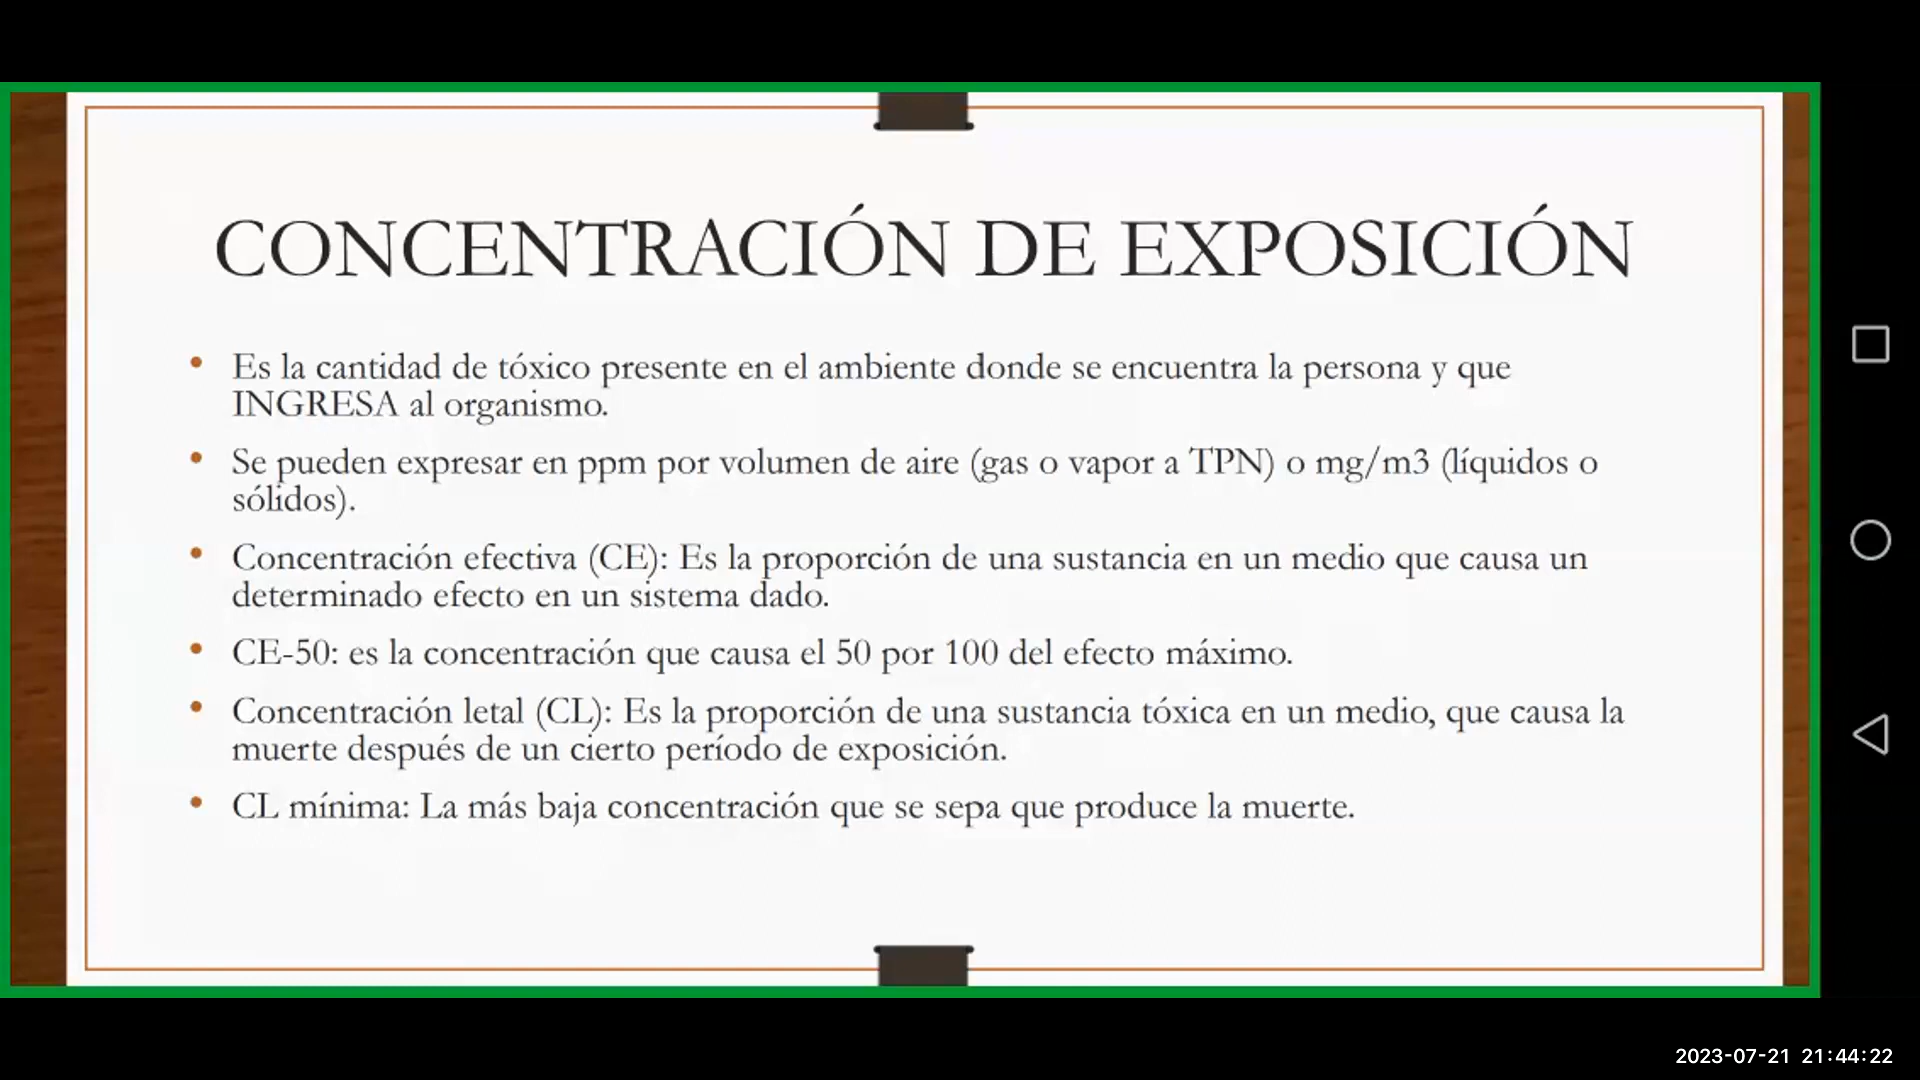 CONCENTRACIÓN DE EXPOSICIÓN
• Es la cantidad de tóxico presente en el ambiente donde se encuentra la persona y que
INGRESA al organismo.
• Se pueden expresar en ppm por volumen de aire (gas o vapor a TPN) o mg/m3 (líquidos o
sólidos).
• Concentración efectiva (CE): Es la proporción de una sustancia en un medio que causa un
determinado efecto en un sistema dado.
• CE-50: es la concentración que causa el 50 por 100 del efecto máximo.
• Concentración letal (CL): Es la proporción de una sustancia tóxica en un medio, que causa la
muerte después de un cierto período de exposición.
• CL mínima: La más baja concentración que se sepa que produce la muerte.
2023-07-21 21:44:22